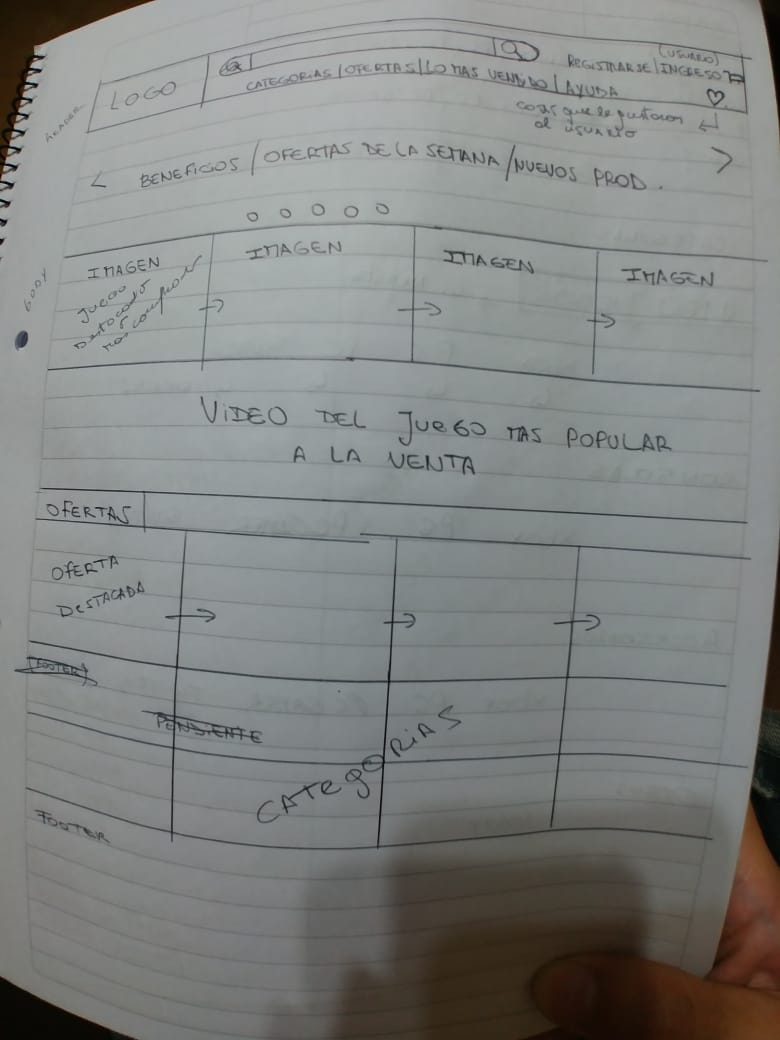 HEADER
LOGO
(USUARIO)
REGISTRARSE/INGRESO
CATEGORIAS/OFERTAS/LO MAS VENDIDO/AYUDA
cosas que le gustaron
al usuario
< BENEFICIOS/OFERTAS DE LA SEMANA/NUEVOS PROD. >
BODY
IMAGEN IMAGEN IMAGEN IMAGEN
Juego
Destacado
o
mas comprado
VIDEO DEL JUEGO MAS POPULAR
A LA VENTA
OFERTAS
OFERTA
DESTACADA
FOOTER
PENDIENTE
CATEgORiAS
FOOTER